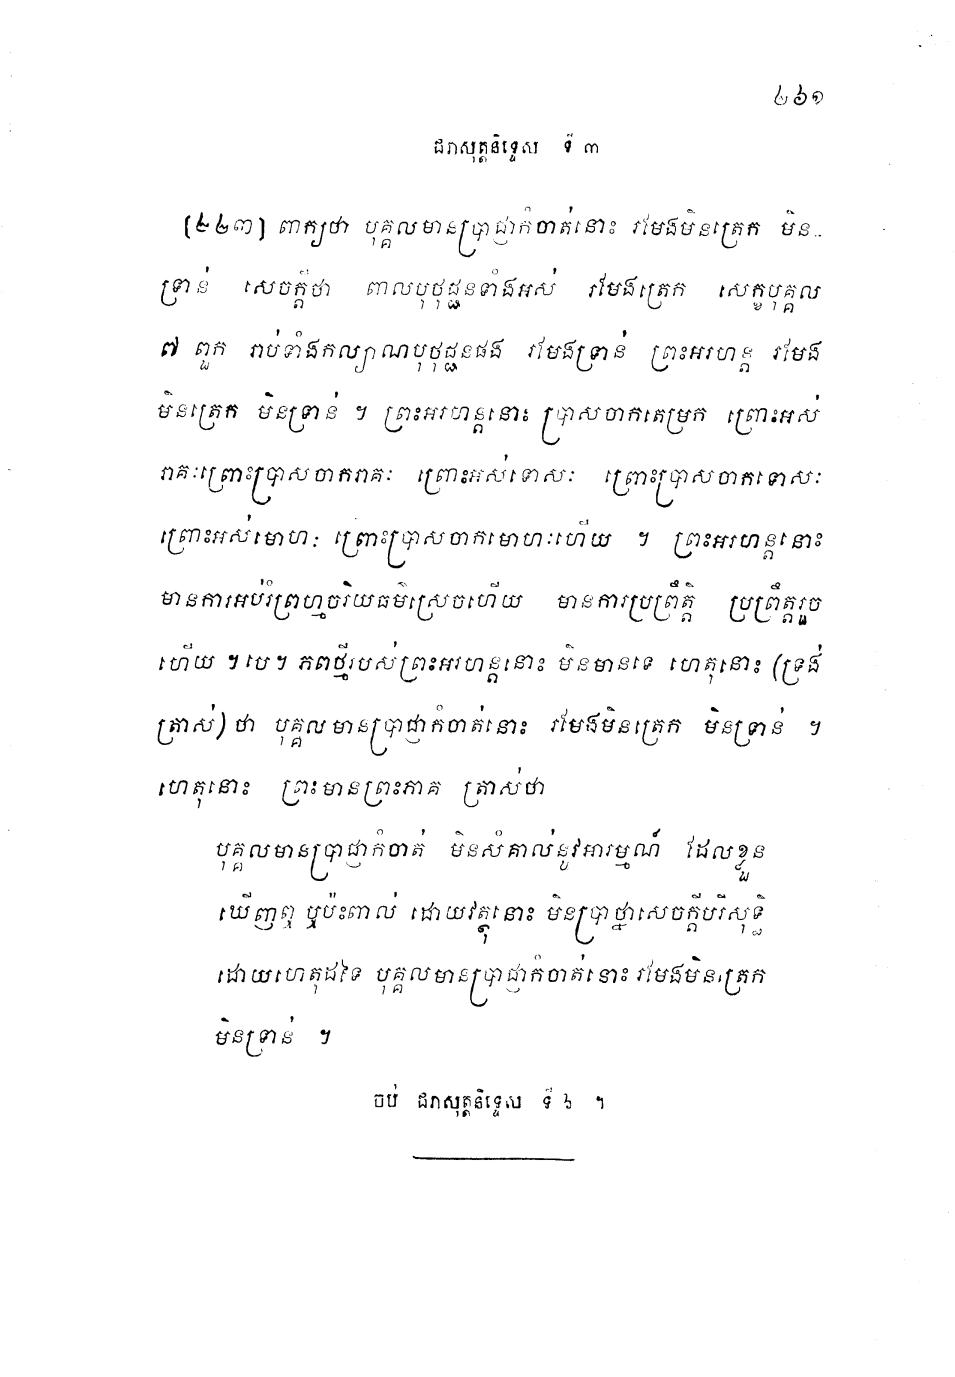 ៤៦១
ជរាសុត្តនិទ្ទេស ទី ៣
[៤៤៣] ពាក្យថា បុគ្គលមានប្រាជ្ញាកំចាត់នោះ រមែងមិនត្រេក មិន..
ទ្រាន់ សេចក្តីថា ពាលបុថុជ្ជនទាំងអស់ រមែងត្រេក សេក្ខបុគ្គល
៧ ពួក រាប់ទាំងកល្យាណបុថុជ្ជនផង រមែងទ្រាន់ ព្រះអរហន្ត រមែង
មិនត្រេក មិនទ្រាន់ ។ ព្រះអរហន្តនោះ ប្រាសចាកតម្រេក ព្រោះអស់
រាគៈព្រោះប្រាសចាករាគៈ ព្រោះអស់ទោសៈ ព្រោះប្រាសចាកទោសៈ
ព្រោះអស់មោហៈ ព្រោះប្រាសចាកមោហៈហើយ ។ ព្រះអរហន្តនោះ
មានការអប់រំព្រហ្មចរិយធម៌ស្រេចហើយ មានការប្រព្រឹត្តិ ប្រព្រឹត្តរួច
ហើយ ។បេ។ ភពថ្មីរបស់ព្រះអរហន្តនោះ មិនមានទេ ហេតុនោះ (ទ្រង់
ត្រាស់) ថា បុគ្គលមានប្រាជ្ញាកំចាត់នោះ រមែងមិនត្រេក មិនទ្រាន់ ។
ហេតុនោះ ព្រះមានព្រះភាគ ត្រាស់ថា
បុគ្គលមានប្រាជ្ញាកំចាត់ មិនសំគាល់នូវអារម្មណ៍ ដែលខ្លួន
ឃើញឮ ឬប៉ះពាល់ ដោយវត្ថុនោះ មិនប្រាថ្នាសេចក្តីបរិសុទ្ធិ
ដោយហេតុដទៃ បុគ្គលមានប្រាជ្ញាកំចាត់នោះ រមែងមិនត្រេក
មិនទ្រាន់ ។
ចប់ ជរាសុត្តនិទ្ទេស ទី ៦ ។